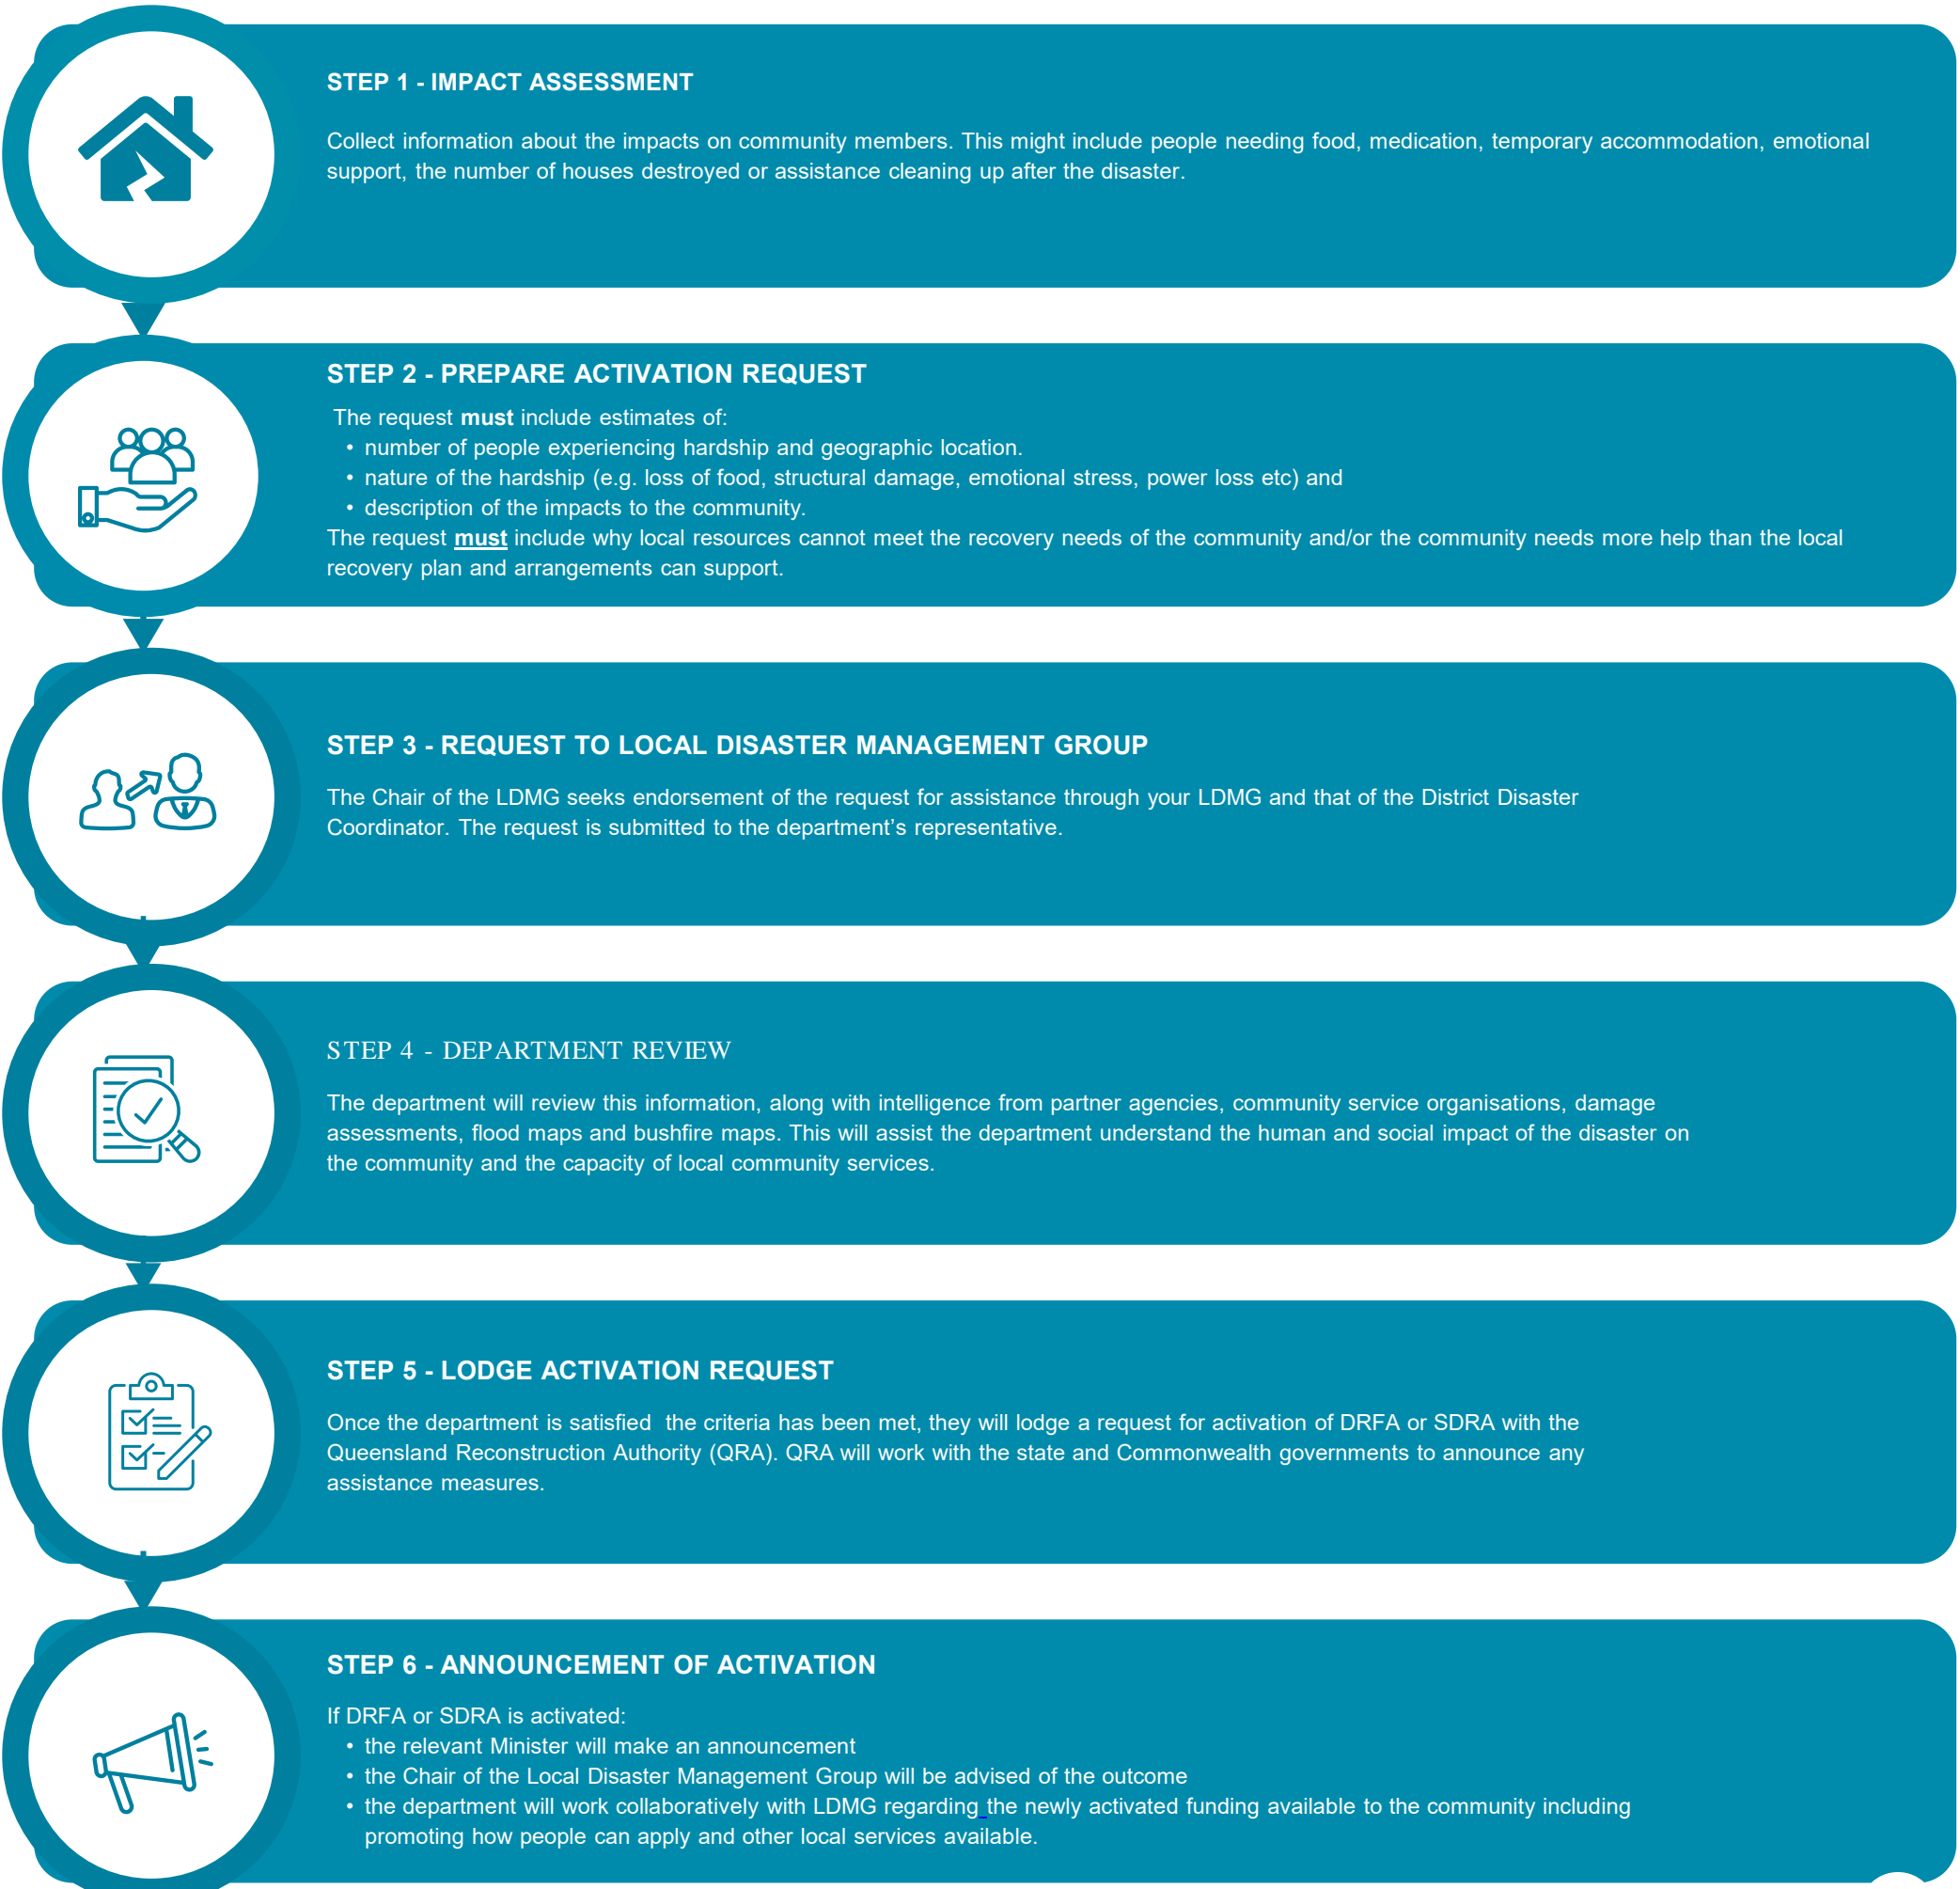 STEP 1 - IMPACT ASSESSMENT
Collect information about the impacts on community members. This might include people needing food, medication, temporary accommodation, emotional
support, the number of houses destroyed or assistance cleaning up after the disaster.
STEP 2 - PREPARE ACTIVATION REQUEST
The request must include estimates of:
• number of people experiencing hardship and geographic location.
• nature of the hardship (e.g. loss of food, structural damage, emotional stress, power loss etc) and
• description of the impacts to the community.
The request must include why local resources cannot meet the recovery needs of the community and/or the community needs more help than the local
recovery plan and arrangements can support.
STEP 3 - REQUEST TO LOCAL DISASTER MANAGEMENT GROUP
The Chair of the LDMG seeks endorsement of the request for assistance through your LDMG and that of the District Disaster
Coordinator. The request is submitted to the department’s representative.
STEP 4 - DEPARTMENT REVIEW
The department will review this information, along with intelligence from partner agencies, community service organisations, damage
assessments, flood maps and bushfire maps. This will assist the department understand the human and social impact of the disaster on
the community and the capacity of local community services.
STEP 5 - LODGE ACTIVATION REQUEST
Once the department is satisfied the criteria has been met, they will lodge a request for activation of DRFA or SDRA with the
Queensland Reconstruction Authority (QRA). QRA will work with the state and Commonwealth governments to announce any
assistance measures.
STEP 6 - ANNOUNCEMENT OF ACTIVATION
If DRFA or SDRA is activated:
• the relevant Minister will make an announcement
• the Chair of the Local Disaster Management Group will be advised of the outcome
• the department will work collaboratively with LDMG regarding the newly activated funding available to the community including
promoting how people can apply and other local services available.